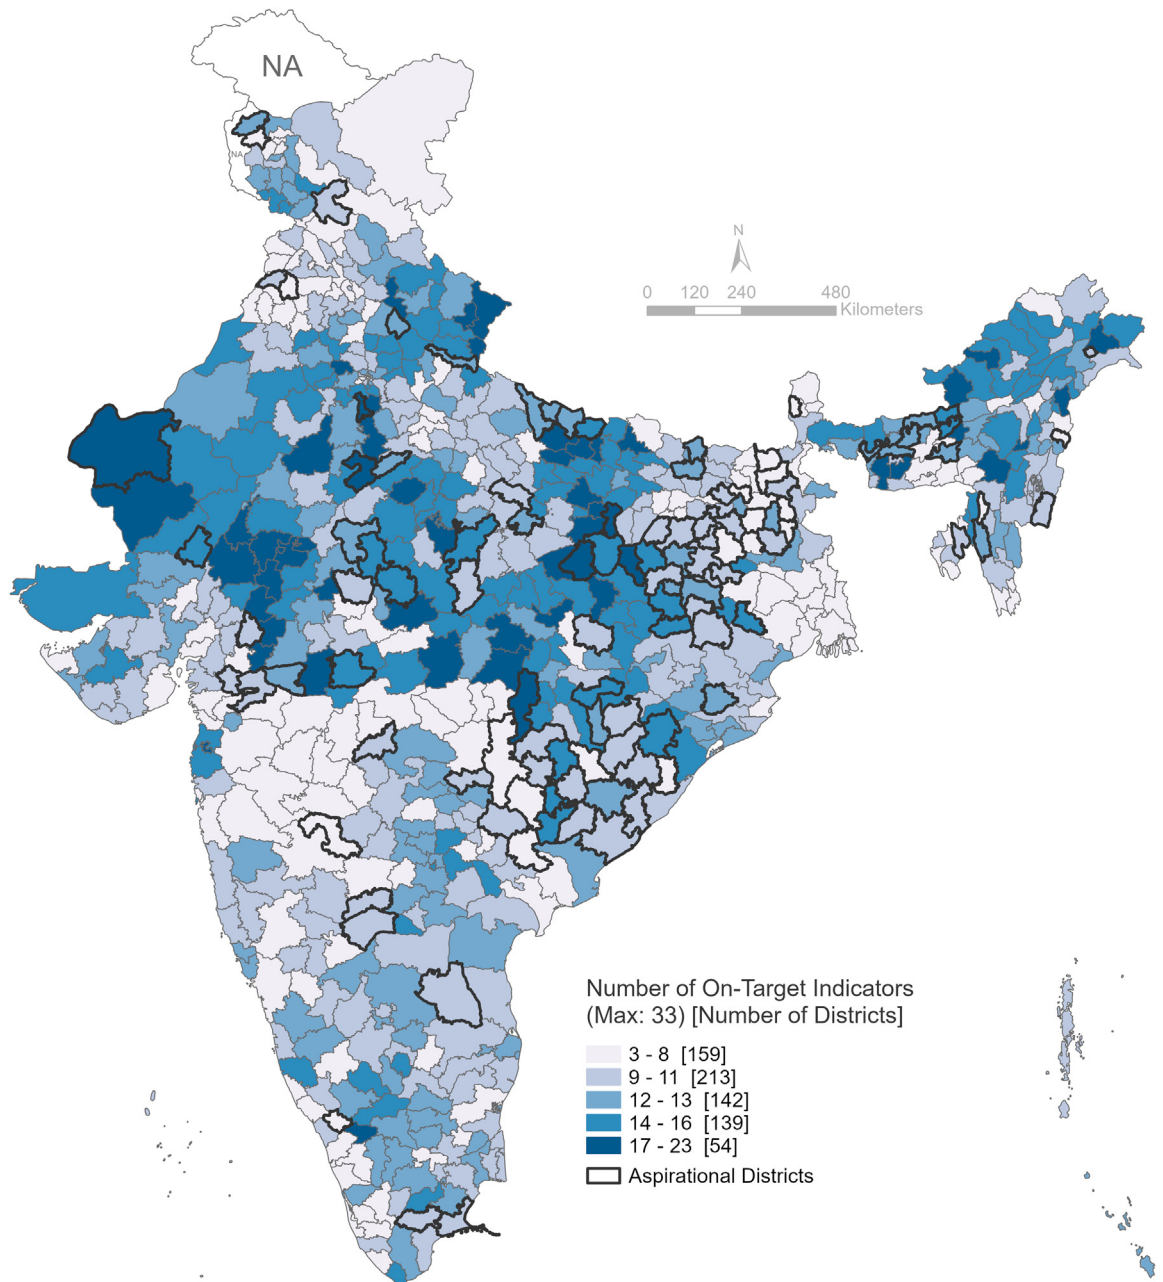 NA
NA
N
0 120 240 480
Kilometers
Number of On-Target Indicators
(Max: 33) [Number of Districts]
3 - 8 [159]
9 - 11 [213]
12 - 13 [142]
14 - 16 [139]
17 - 23 [54]
Aspirational Districts